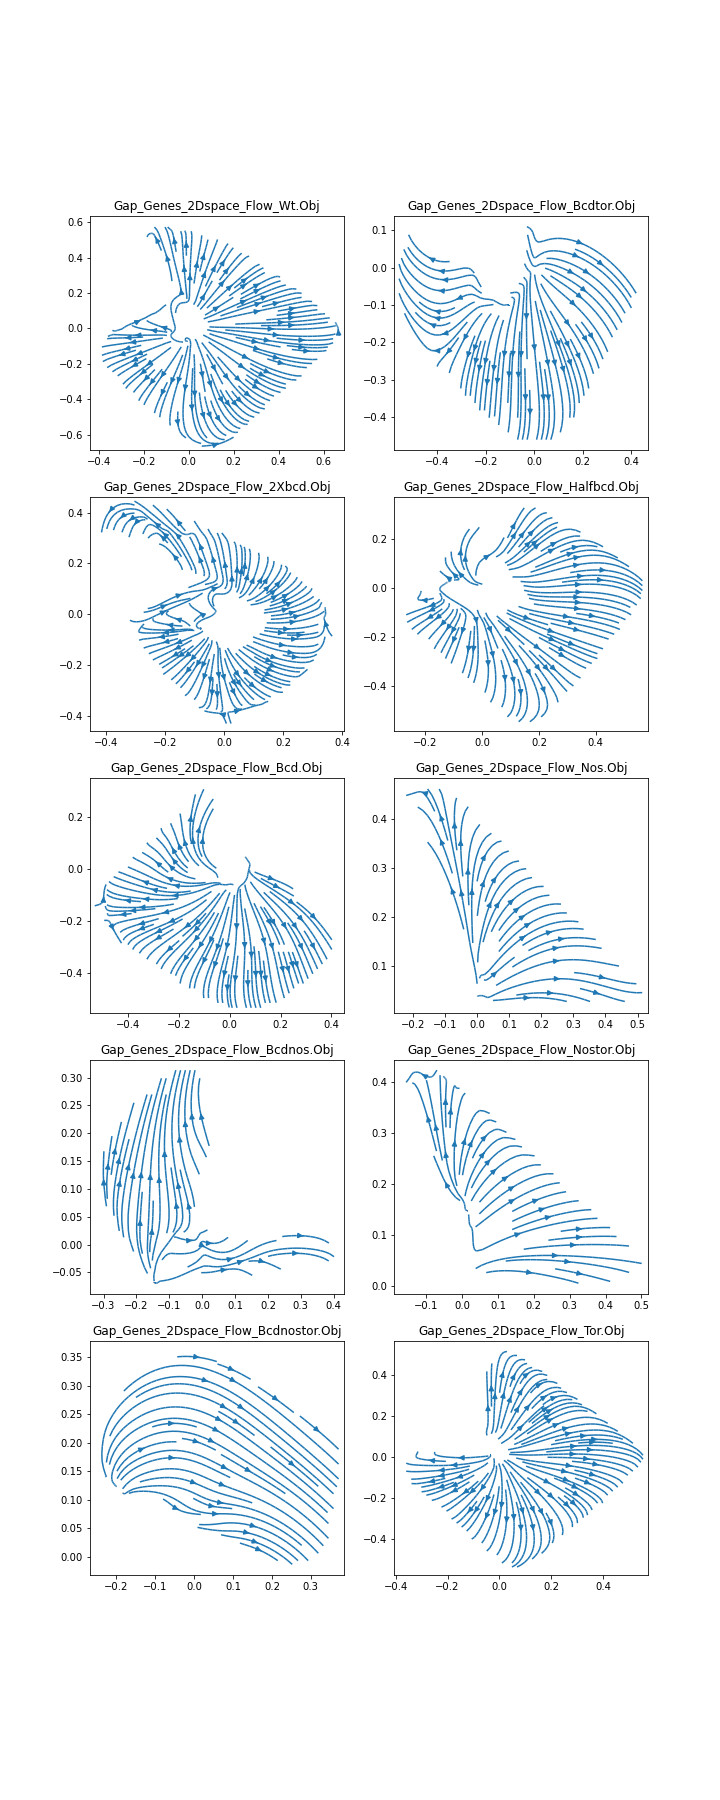 Gap_Genes_2Dspace_Flow_Wt.Obj
0.6
0.4
0.2
0.0
−0.2
−0.4
−0.6
−0.4 −0.2 0.0 0.2 0.4 0.6
Gap_Genes_2Dspace_Flow_Bcdtor.Obj
0.1
0.0
−0.1
−0.2
−0.3
−0.4
−0.4 −0.2 0.0 0.2 0.4
Gap_Genes_2Dspace_Flow_2Xbcd.Obj
0.4
0.2
0.0
−0.2
−0.4
−0.4 −0.2 0.0 0.2 0.4
Gap_Genes_2Dspace_Flow_Halfbcd.Obj
0.2
0.0
−0.2
−0.4
−0.2 0.0 0.2 0.4
Gap_Genes_2Dspace_Flow_Bcd.Obj
0.2
0.0
−0.2
−0.4
−0.4 −0.2 0.0 0.2 0.4
Gap_Genes_2Dspace_Flow_Nos.Obj
0.4
0.3
0.2
0.1
−0.2 −0.1 0.0 0.1 0.2 0.3 0.4 0.5
Gap_Genes_2Dspace_Flow_Bcdnos.Obj
0.30
0.25
0.20
0.15
0.10
0.05
0.00
−0.05
−0.3 −0.2 −0.1 0.0 0.1 0.2 0.3 0.4
Gap_Genes_2Dspace_Flow_Nostor.Obj
0.4
0.3
0.2
0.1
0.0
−0.1 0.0 0.1 0.2 0.3 0.4 0.5
Gap_Genes_2Dspace_Flow_Bcdnostor.Obj
0.35
0.30
0.25
0.20
0.15
0.10
0.05
0.00
−0.2 −0.1 0.0 0.1 0.2 0.3
Gap_Genes_2Dspace_Flow_Tor.Obj
0.4
0.2
0.0
−0.2
−0.4
−0.4 −0.2 0.0 0.2 0.4